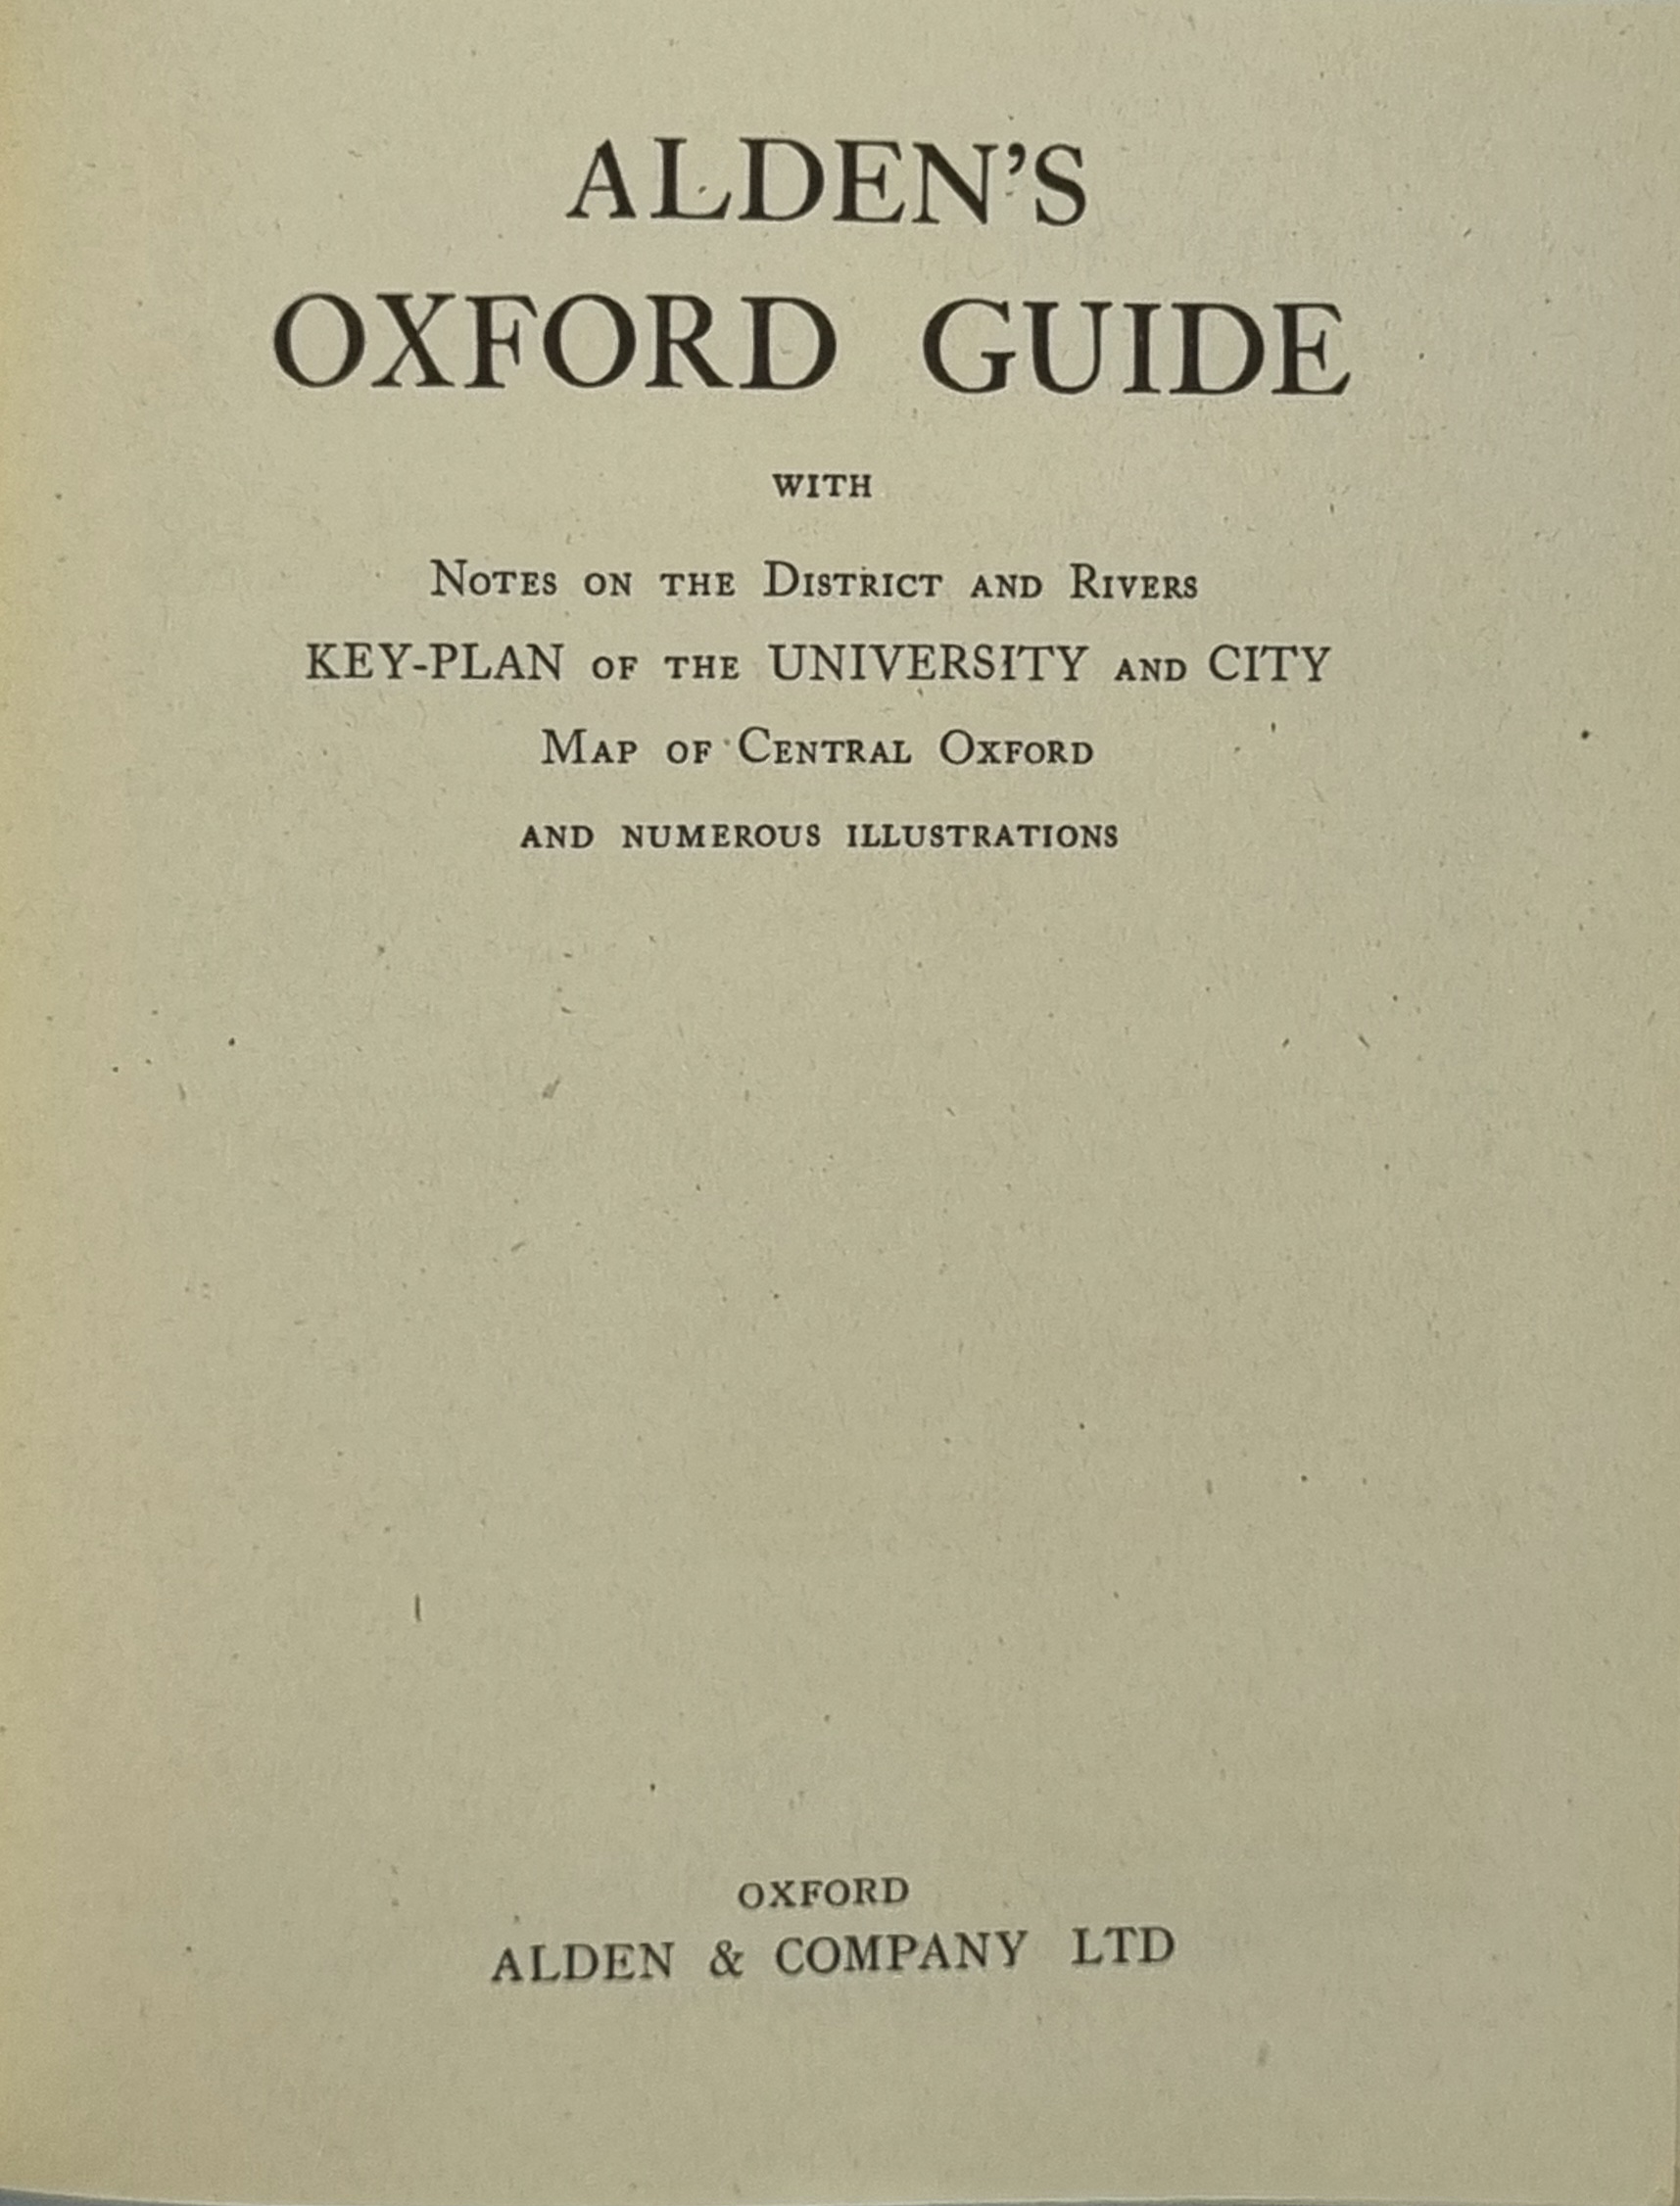 ALDEN'S
OXFORD GUIDE
WITH
NOTES ON THE DISTRICT AND RIVERS
KEY-PLAN OF THE UNIVERSITY AND CITY
MAP OF CENTRAL OXFORD
AND NUMEROUS ILLUSTRATIONS
OXFORD
ALDEN & COMPANY LTD